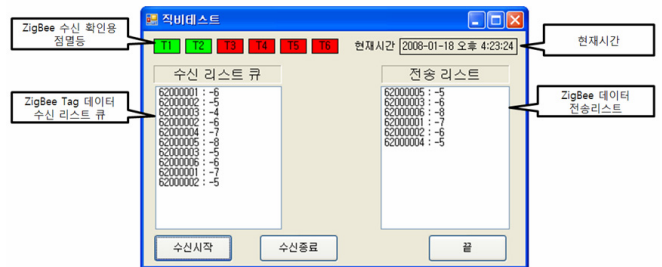 직비테스트
ZigBee 수신 확인용
점멸등
T1 T2 T3 T4 T5 T6
현재시간 2008-01-18 오후 4:23:24
현재시간
수신 리스트 큐
전송 리스트
ZigBee Tag 데이터
수신 리스트 큐
62000001 : -6
62000002 : -5
62000003 : -4
62000002 : -6
62000004 : -7
62000005 : -8
62000003 : -5
62000006 : -6
62000001 : -7
62000002 : -5
62000005 : -5
62000003 : -6
62000006 : -8
62000001 : -7
62000002 : -6
62000004 : -5
ZigBee 데이터
전송리스트
수신시작
수신종료
끝